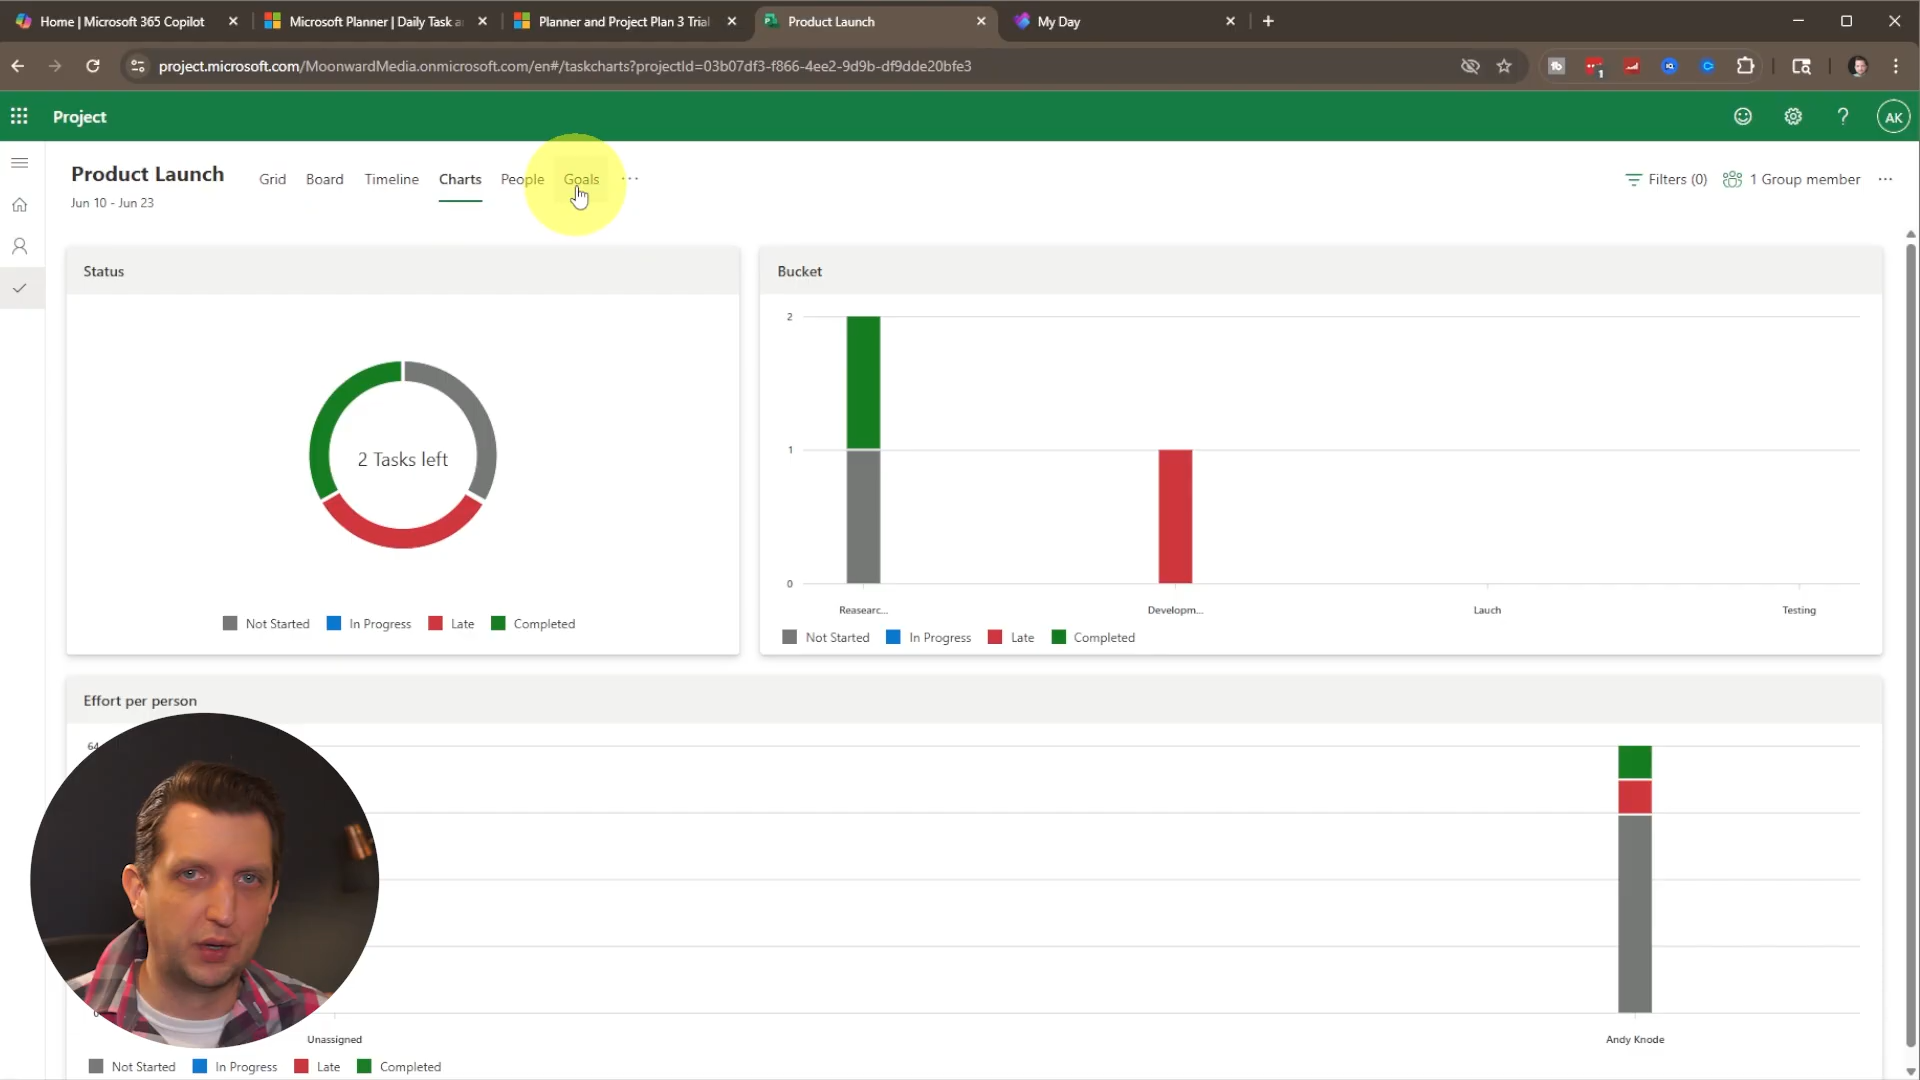 Home | Microsoft 365 Copilot
Microsoft Planner | Daily Task a
Planner and Project Plan 3 Trial
Product Launch
My Day
project.microsoft.com/MoonwardMedia.onmicrosoft.com/en#/taskcharts?projectId=03b07df3-f866-4ee2-9d9b-df9dde20bfe3
1
Project
AK
Product Launch
Grid
Board
Timeline
Charts
People
Goals
Filters (0)
1 Group member
Jun 10 - Jun 23
Status
2 Tasks left
Not Started
In Progress
Late
Completed
Bucket
2
1
0
Reasearc...
Developm...
Lauch
Testing
Not Started
In Progress
Late
Completed
Effort per person
64
Unassigned
Andy Knode
Not Started
In Progress
Late
Completed